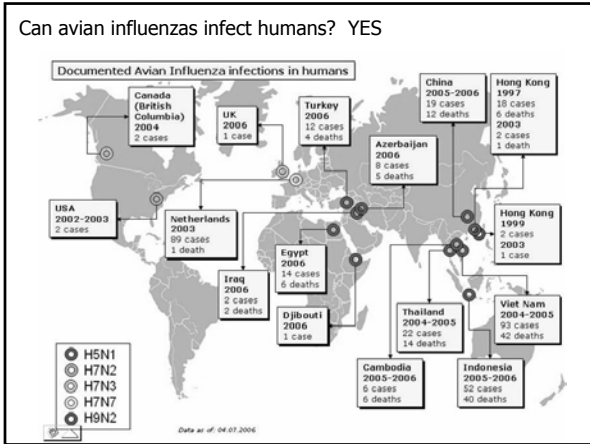 Can avian influenzas infect humans? YES
Documented Avian Influenza infections in humans
Canada
(British
Columbia)
2004
2 cases
UK
2006
1 case
Turkey
2006
12 cases
4 deaths
China
2005-2006
19 cases
12 deaths
Hong Kong
1997
18 cases
6 deaths
2003
2 cases
1 death
Azerbaijan
2006
8 cases
5 deaths
USA
2002-2003
2 cases
Netherlands
2003
89 cases
1 death
Hong Kong
1999
2 cases
2003
1 case
Egypt
2006
14 cases
6 deaths
Iraq
2006
2 cases
2 deaths
Djibouti
2006
1 case
Thailand
2004-2005
22 cases
14 deaths
Viet Nam
2004-2005
93 cases
42 deaths
Cambodia
2005-2006
6 cases
6 deaths
Indonesia
2005-2006
52 cases
40 deaths
H5N1
H7N2
H7N3
H7N7
H9N2
Data as of: 04.07.2006